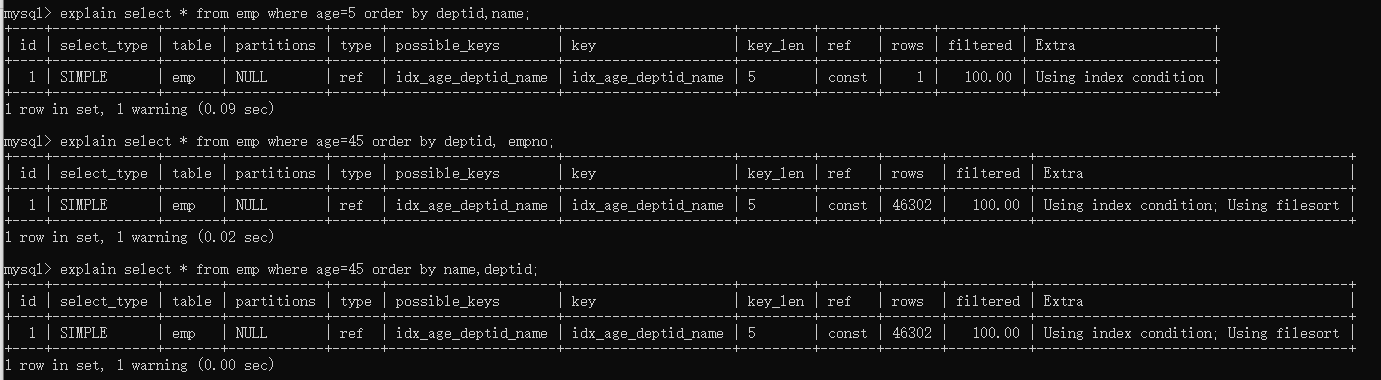 mysql> explain select * from emp where age=5 order by deptid,name;
+----+-------------+-------+------------+------+---------------------+---------------------+---------+-------+------+----------+-----------------------+
| id | select_type | table | partitions | type | possible_keys       | key                 | key_len | ref   | rows | filtered | Extra                 |
+----+-------------+-------+------------+------+---------------------+---------------------+---------+-------+------+----------+-----------------------+
|  1 | SIMPLE      | emp   | NULL       | ref  | idx_age_deptid_name | idx_age_deptid_name | 5       | const |    1 |   100.00 | Using index condition |
+----+-------------+-------+------------+------+---------------------+---------------------+---------+-------+------+----------+-----------------------+
1 row in set, 1 warning (0.09 sec)
mysql> explain select * from emp where age=45 order by deptid, empno;
+----+-------------+-------+------------+------+---------------------+---------------------+---------+-------+-------+----------+---------------------------------------+
| id | select_type | table | partitions | type | possible_keys       | key                 | key_len | ref   | rows  | filtered | Extra                                 |
+----+-------------+-------+------------+------+---------------------+---------------------+---------+-------+-------+----------+---------------------------------------+
|  1 | SIMPLE      | emp   | NULL       | ref  | idx_age_deptid_name | idx_age_deptid_name | 5       | const | 46302 |   100.00 | Using index condition; Using filesort |
+----+-------------+-------+------------+------+---------------------+---------------------+---------+-------+-------+----------+---------------------------------------+
1 row in set, 1 warning (0.02 sec)
mysql> explain select * from emp where age=45 order by name,deptid;
+----+-------------+-------+------------+------+---------------------+---------------------+---------+-------+-------+----------+---------------------------------------+
| id | select_type | table | partitions | type | possible_keys       | key                 | key_len | ref   | rows  | filtered | Extra                                 |
+----+-------------+-------+------------+------+---------------------+---------------------+---------+-------+-------+----------+---------------------------------------+
|  1 | SIMPLE      | emp   | NULL       | ref  | idx_age_deptid_name | idx_age_deptid_name | 5       | const | 46302 |   100.00 | Using index condition; Using filesort |
+----+-------------+-------+------------+------+---------------------+---------------------+---------+-------+-------+----------+---------------------------------------+
1 row in set, 1 warning (0.00 sec)